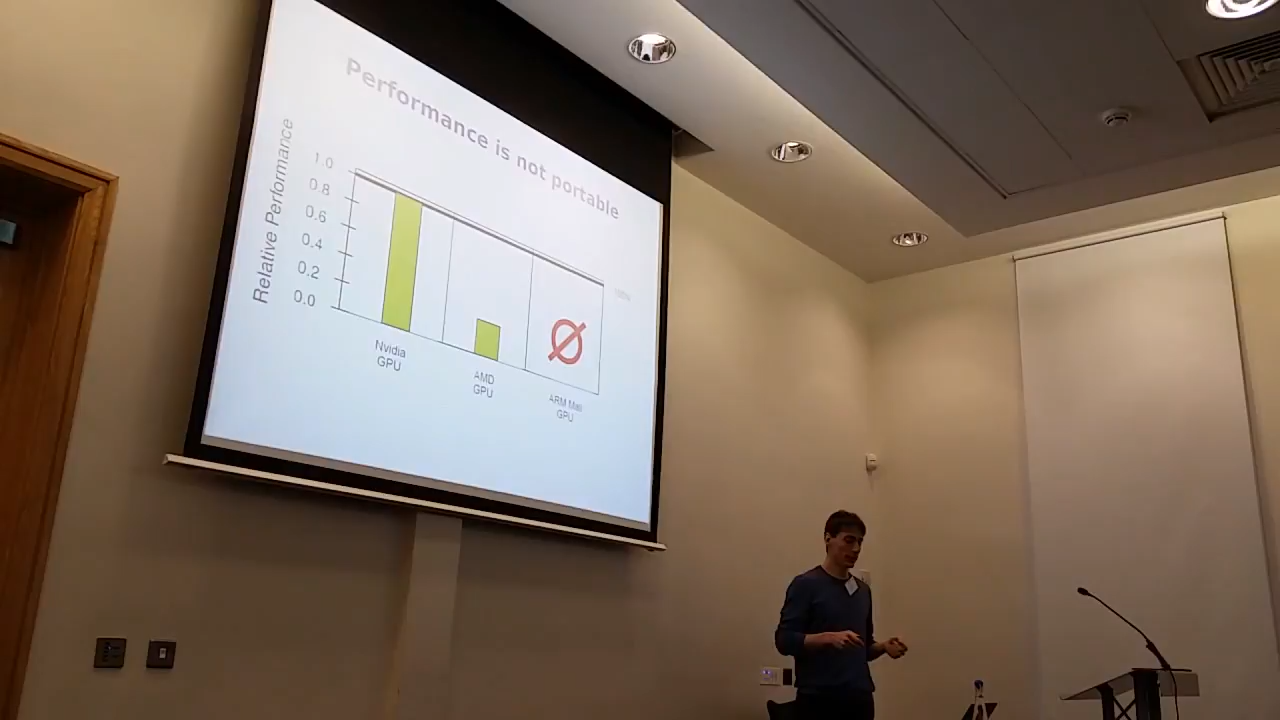 Performance is not portable
Relative Performance
1.0
0.8
0.6
0.4
0.2
0.0
Nvidia
GPU
AMD
GPU
ARM Mali
GPU
100%